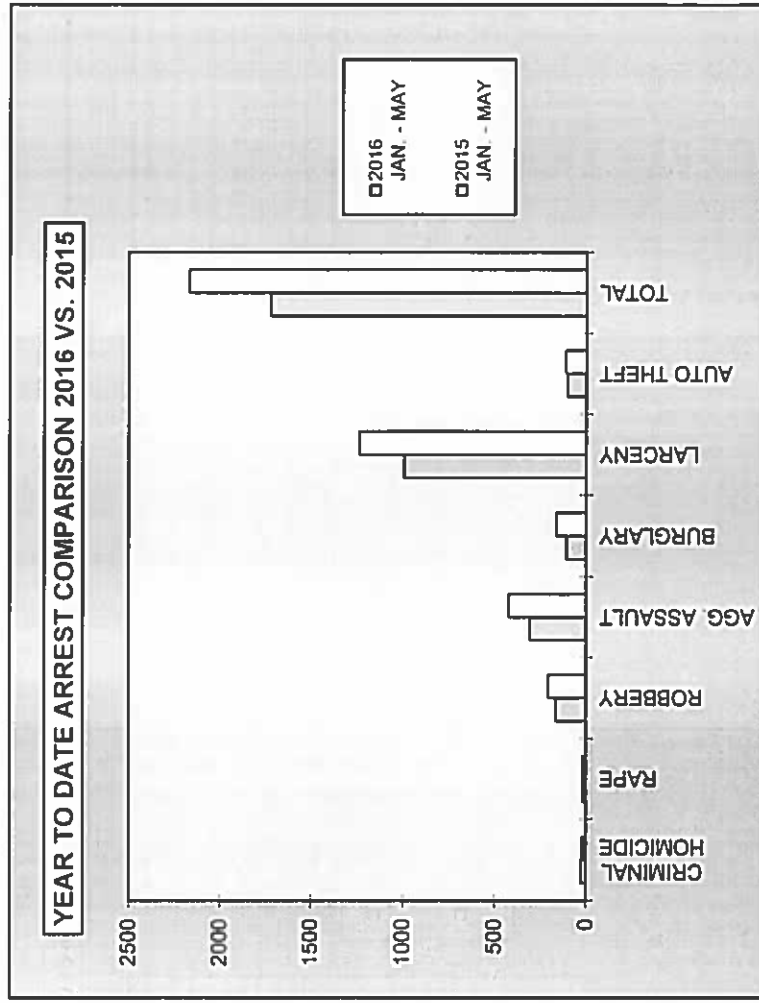 YEAR TO DATE ARREST COMPARISON 2016 VS. 2015
2500
2000
1500
1000
500
0
CRIMINAL
HOMICIDE
RAPE
ROBBERY
AGG. ASSAULT
BURGLARY
LARCENY
AUTO THEFT
TOTAL
2016
JAN. - MAY
2015
JAN. - MAY